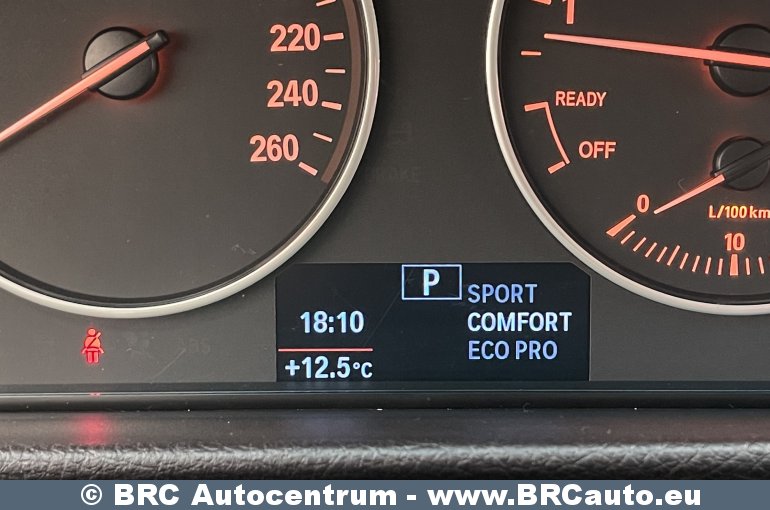 220
240
260
1
READY
OFF
0
L/100 km
10
P
SPORT
18:10
COMFORT
ECO PRO
+12.5°C
© BRC Autocentrum - www.BRCauto.eu